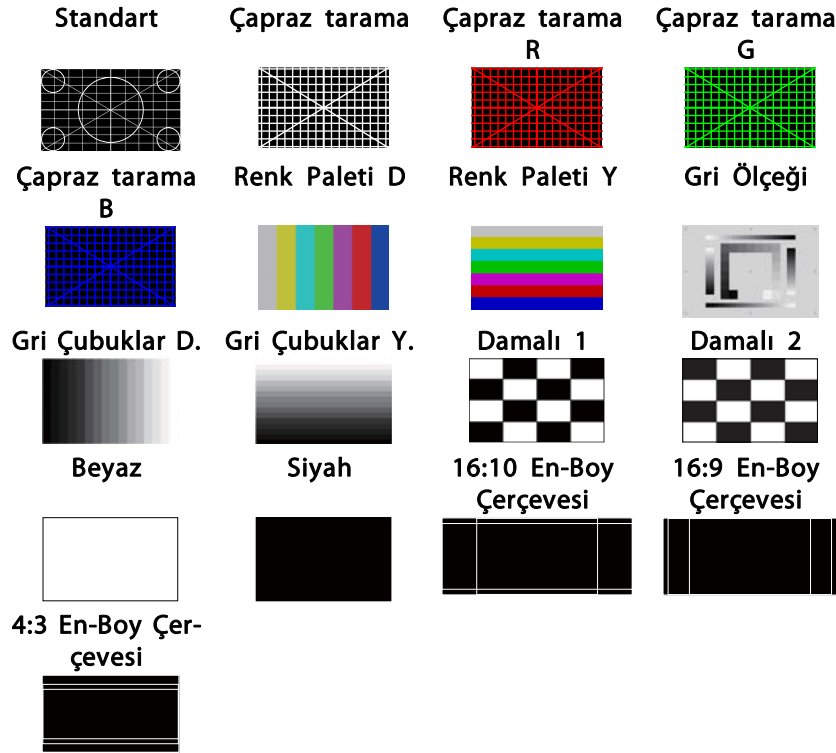 Standart
Çapraz tarama
Çapraz tarama
R
Çapraz tarama
G
Çapraz tarama
B
Renk Paleti D
Renk Paleti Y
Gri Ölçeği
Gri Çubuklar D.
Gri Çubuklar Y.
Damalı 1
Damalı 2
Beyaz
Siyah
16:10 En-Boy
Çerçevesi
16:9 En-Boy
Çerçevesi
4:3 En-Boy Çer-
çevesi